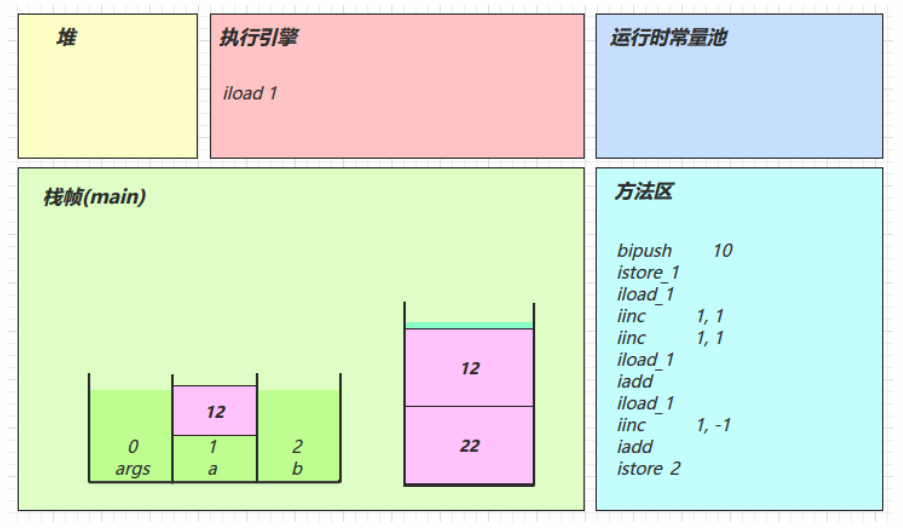 堆
执行引擎
iload 1
运行时常量池
栈帧(main)
12
0
args
1
a
2
b
12
22
方法区
bipush 10
istore_1
iload_1
iinc 1, 1
iinc 1, 1
iload_1
iadd
iload_1
iinc 1, -1
iadd
istore 2